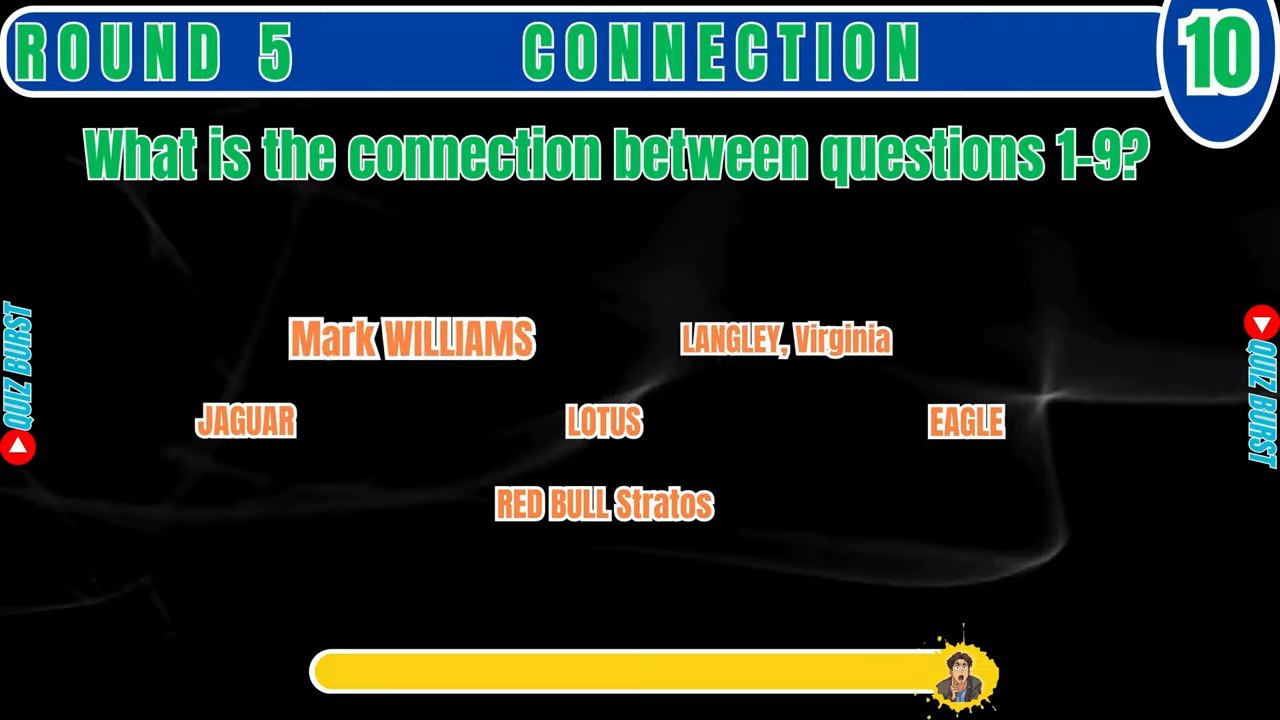 ROUND 5 CONNECTION 10
What is the connection between questions 1-9?
Mark WILLIAMS LANGLEY, Virginia
JAGUAR LOTUS EAGLE
RED BULL Stratos
QUIZ BURST
QUIZ BURST